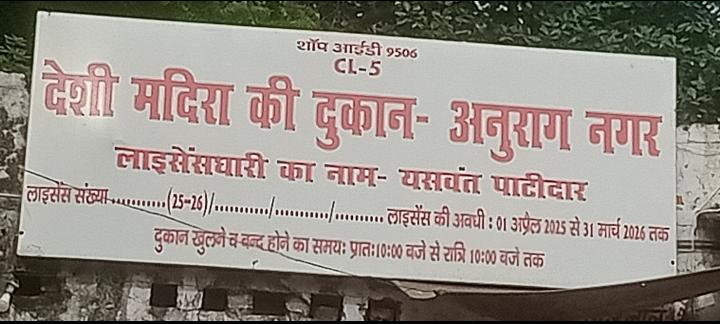 शॉप आईडी 9506
CL-5
देशी मदिरा की दुकान- अनुराग नगर
लाइसेंसधारी का नाम- यसवंत पाटीदार
लाइसेंस संख्या ...........(25-26)/.........../.........../.......... लाइसेंस की अवधी : 01 अप्रैल 2025 से 31 मार्च 2026 तक
दुकान खुलने व बन्द होने का समयः प्रातः10:00 बजे से रात्रि 10:00 बजे तक